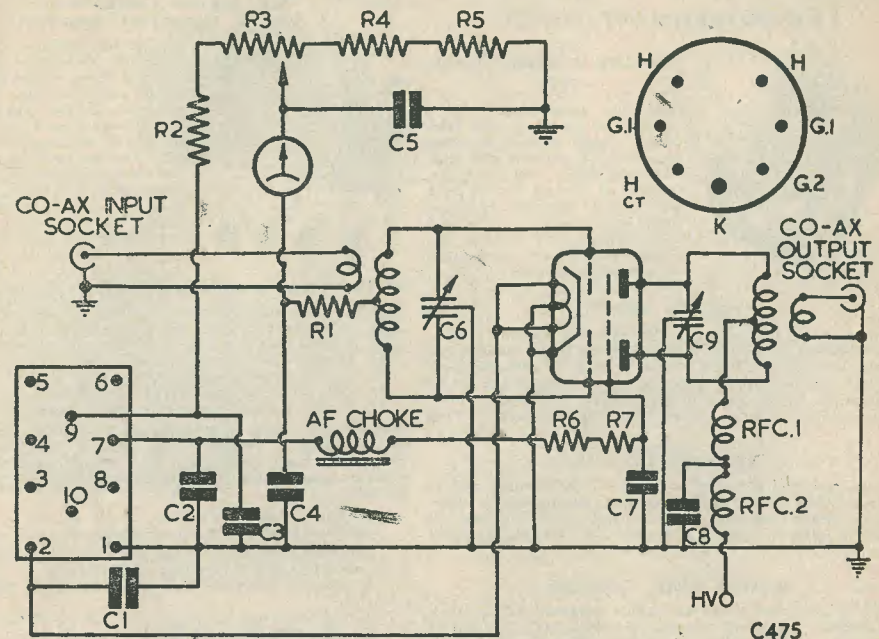 R3
R4
R5
R2
C5
H
H
G.1
G.1
H
CT
G.2
K
CO-AX INPUT
SOCKET
CO-AX
OUTPUT
SOCKET
R1
C6
C9
5
6
9
4
7
3
8
10
2
1
AF CHOKE
R6
R7
RFC.1
RFC.2
C2
C3
C4
C7
C8
C1
HV
C475